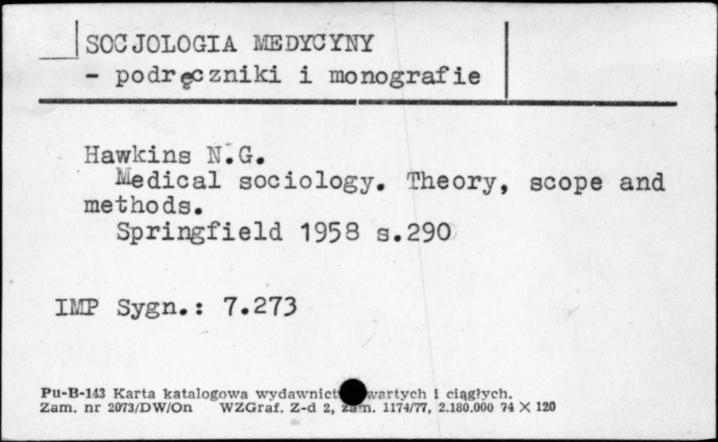 SOCJOLOGIA MEDYCYNY
- podręczniki i monografie
Hawkins N.G.
Medical sociology. Theory, scope and
methods.
Springfield 1958 s.290
IMP Sygn.: 7.273
Pu-B-143 Karta katalogowa wydawnict wartych i ciągłych.
Zam. nr 2073/DW/On WZGraf. Z-d 2, zam. 1174/77, 2.180.000 74 X 120